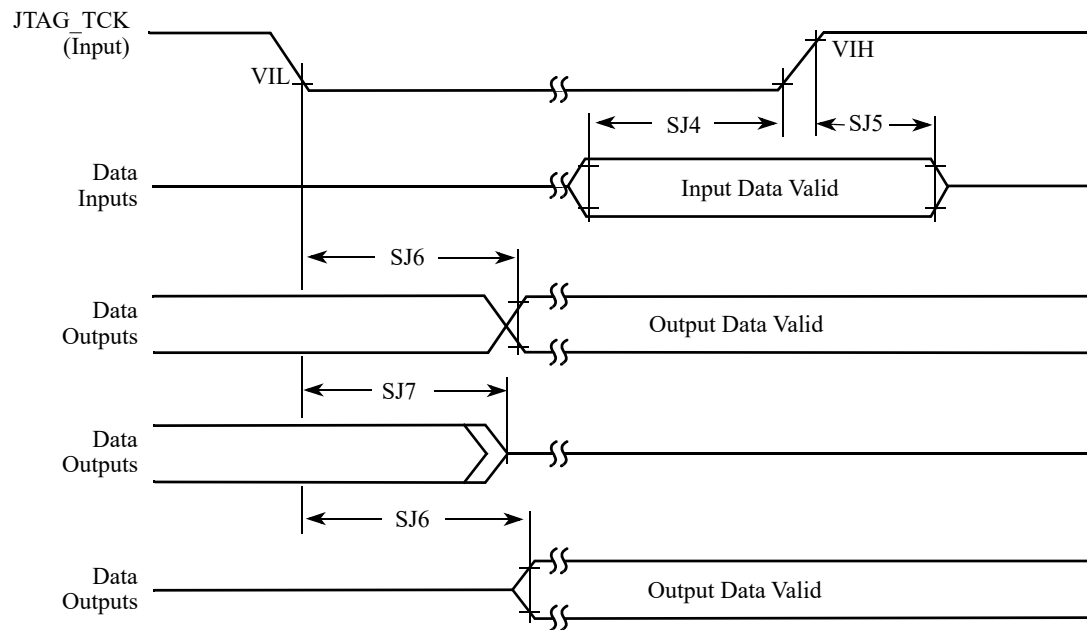 JTAG_TCK
(Input)
VIL
VIH
SJ4
SJ5
Data
Inputs
Input Data Valid
SJ6
Data
Outputs
Output Data Valid
SJ7
Data
Outputs
SJ6
Data
Outputs
Output Data Valid